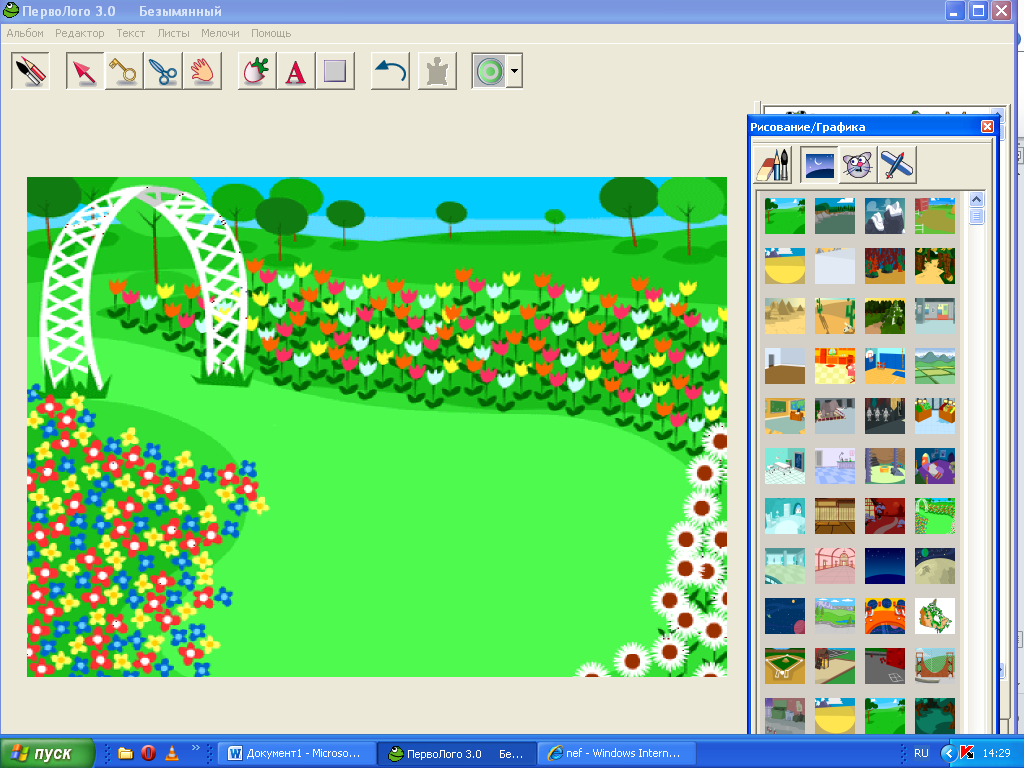 ПервоЛого 3.0 Безымянный
Альбом Редактор Текст Листы Мелочи Помощь
A
Рисование/Графика
пуск
»
W Документ1 - Microso...
ПервоЛого 3.0 Бе...
nef - Windows Intern...
RU
14:29